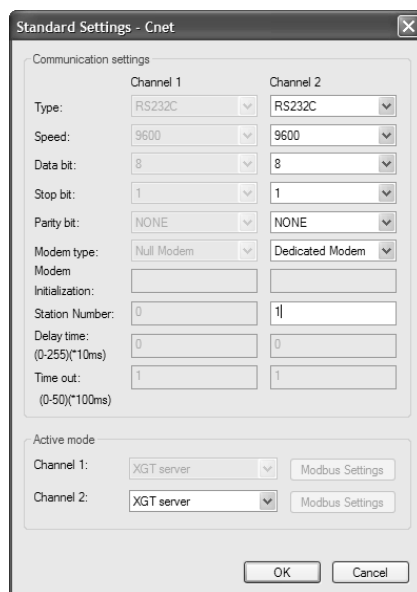 Standard Settings - Cnet
Communication settings
Channel 1 Channel 2
Type: RS232C RS232C
Speed: 9600 9600
Data bit: 8 8
Stop bit: 1 1
Parity bit: NONE NONE
Modem type: Null Modem Dedicated Modem
Modem
Initialization:
Station Number: 0 1
Delay time:
(0-255)(*10ms) 0 0
Time out: 1 1
(0-50)(*100ms)
Active mode
Channel 1: XGT server Modbus Settings
Channel 2: XGT server Modbus Settings
OK Cancel